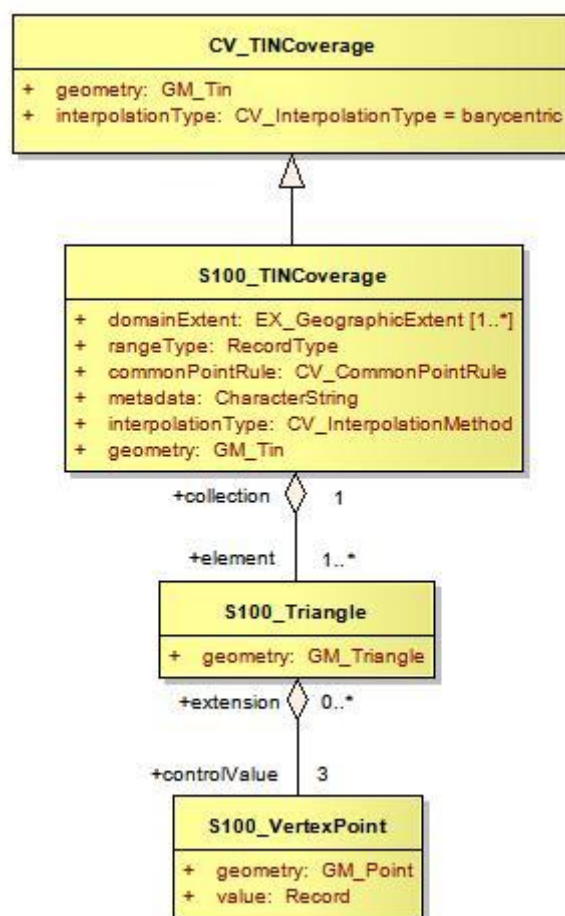 CV_TINCoverage
+ geometry: GM_Tin
+ interpolationType: CV_InterpolationType = barycentric
S100_TINCoverage
+ domainExtent: EX_GeographicExtent [1..*]
+ rangeType: RecordType
+ commonPointRule: CV_CommonPointRule
+ metadata: CharacterString
+ interpolationType: CV_InterpolationMethod
+ geometry: GM_Tin
+collection 1
+element 1..*
S100_Triangle
+ geometry: GM_Triangle
+extension 0..*
+controlValue 3
S100_VertexPoint
+ geometry: GM_Point
+ value: Record